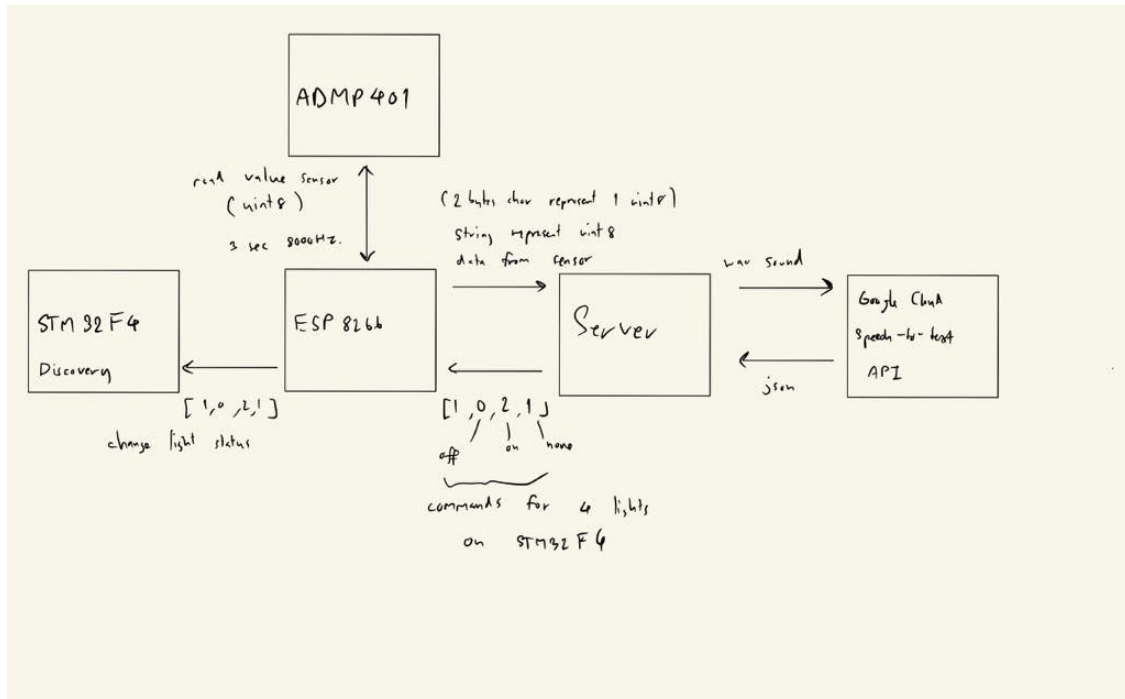 ADMP401
read value sensor
(uint8)
3 sec 8000Hz.
(2 bytes char represent 1 uint8)
string represent uint8
data from sensor
STM32F4
Discovery
ESP8266
Server
wav sound
Google Cloud
Speech-to-text
API
json
[1,0,2,1]
change light status
[1,0,2,1]
off
on
none
commands for 4 lights
on STM32F4